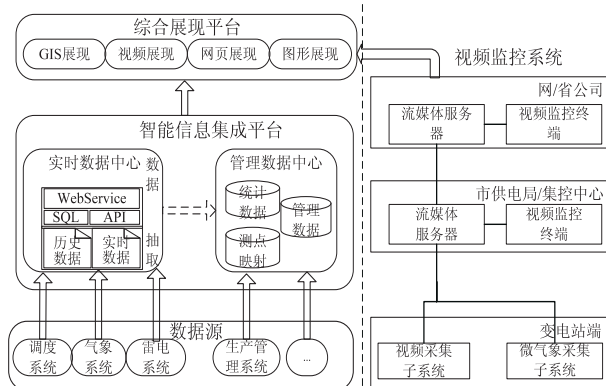 综合展现平台
GIS展现
视频展现
网页展现
图形展现
智能信息集成平台
实时数据中心
数据
抽取
WebService
SQL
API
历史
数据
实时
数据
管理数据中心
统计
数据
管理
数据
测点
映射
数据源
调度
系统
气象
系统
雷电
系统
生产管
理系统
...
视频监控系统
网/省公司
流媒体服务
器
视频监控终
端
市供电局/集控中心
流媒体
服务器
视频监控
终端
变电站端
视频采集
子系统
微气象采集
子系统